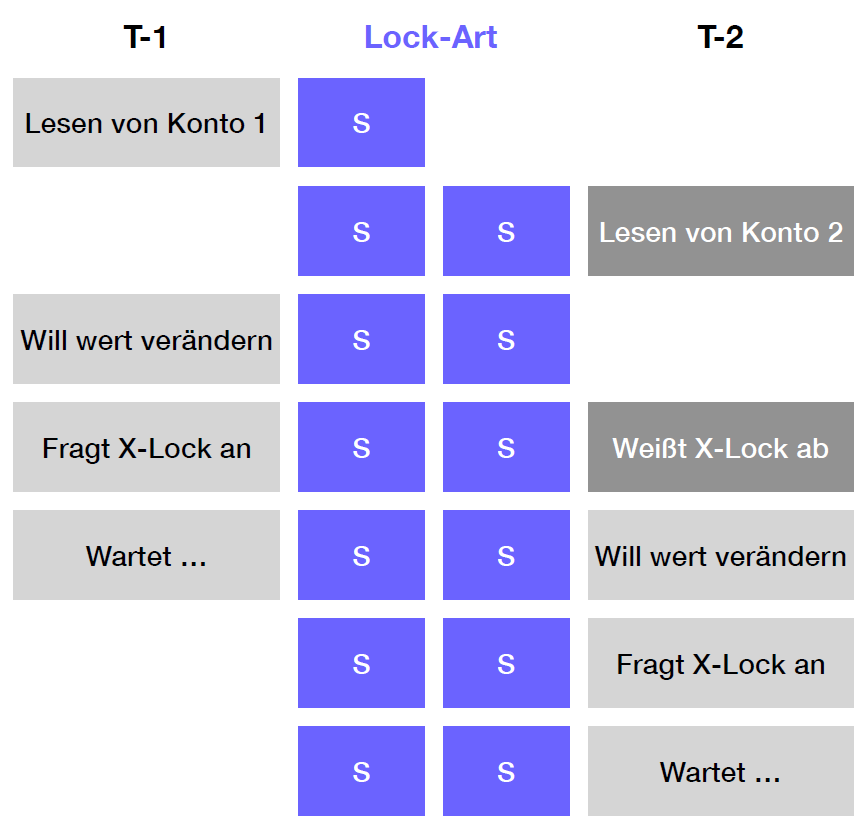 T-1 Lock-Art T-2
Lesen von Konto 1 S
S S Lesen von Konto 2
Will wert verändern S S
Fragt X-Lock an S S Weißt X-Lock ab
Wartet ... S S Will wert verändern
S S Fragt X-Lock an
S S Wartet ...